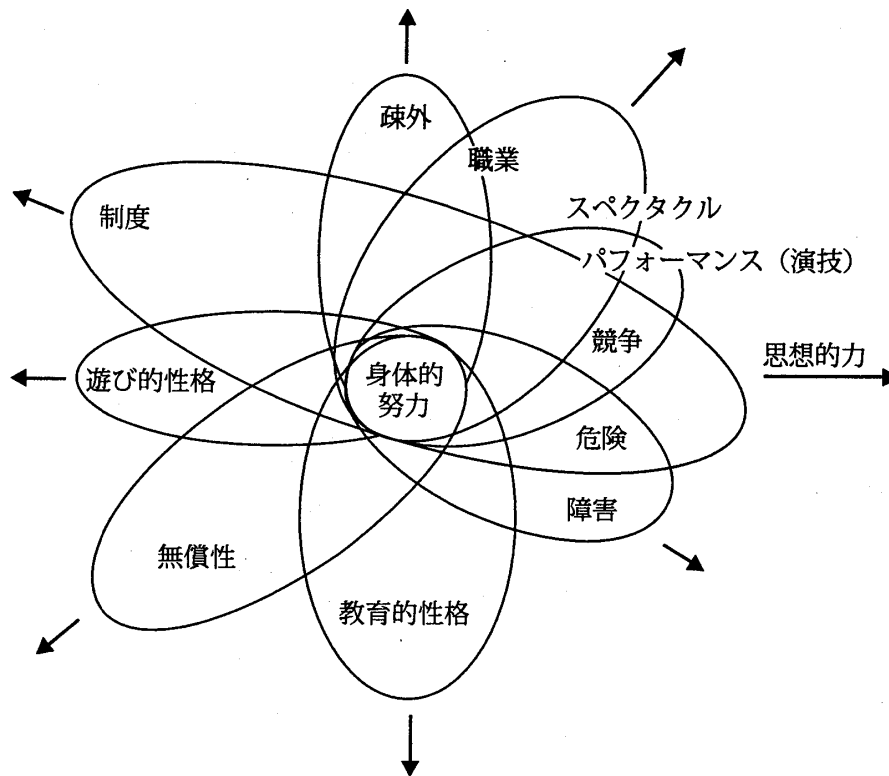 疎外
職業
スペクタクル
制度
パフォーマンス（演技）
競争
思想的力
遊び的性格
身体的
努力
危険
障害
無償性
教育的性格